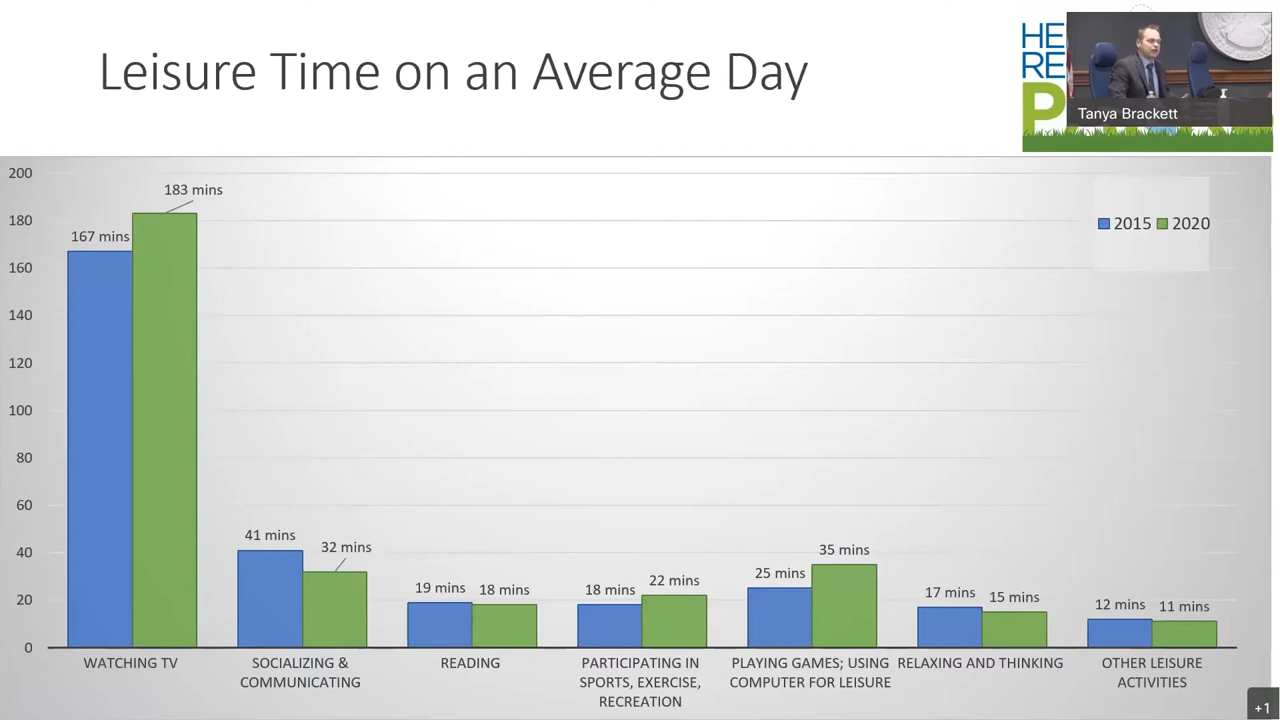 Leisure Time on an Average Day
HE
RE
P
Tanya Brackett
200
180
160
140
120
100
80
60
40
20
0
183 mins
167 mins
2015 2020
41 mins
32 mins
19 mins
18 mins
18 mins
22 mins
25 mins
35 mins
17 mins
15 mins
12 mins
11 mins
WATCHING TV
SOCIALIZING &
COMMUNICATING
READING
PARTICIPATING IN
SPORTS, EXERCISE,
RECREATION
PLAYING GAMES; USING
COMPUTER FOR LEISURE
RELAXING AND THINKING
OTHER LEISURE
ACTIVITIES
+1